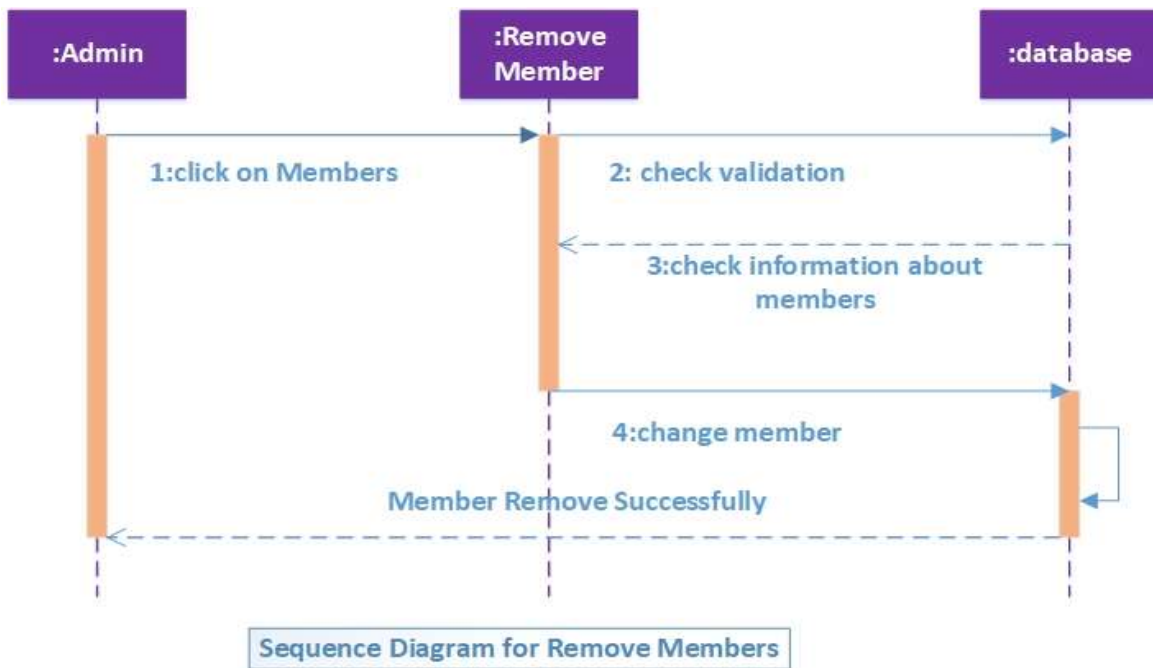 :Admin
:Remove
Member
:database
1:click on Members
2: check validation
3:check information about
members
4:change member
Member Remove Successfully
Sequence Diagram for Remove Members